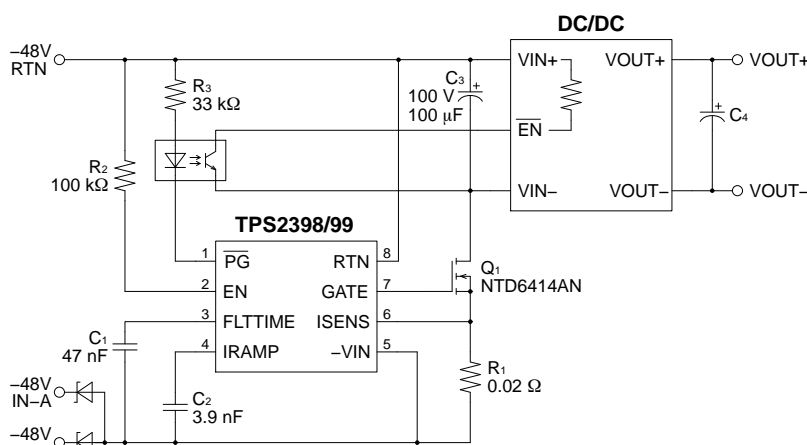 DC/DC
−48V
RTN
VIN+
VOUT+
VOUT+
R3
33 kΩ
C3
100 V
100 µF
+
+
C4
EN
R2
100 kΩ
VIN−
VOUT−
VOUT−
TPS2398/99
1
PG
RTN
8
2
EN
GATE
7
Q1
NTD6414AN
3
FLTTIME
ISENS
6
C1
47 nF
4
IRAMP
−VIN
5
R1
0.02 Ω
−48V
IN−A
C2
3.9 nF
−48V